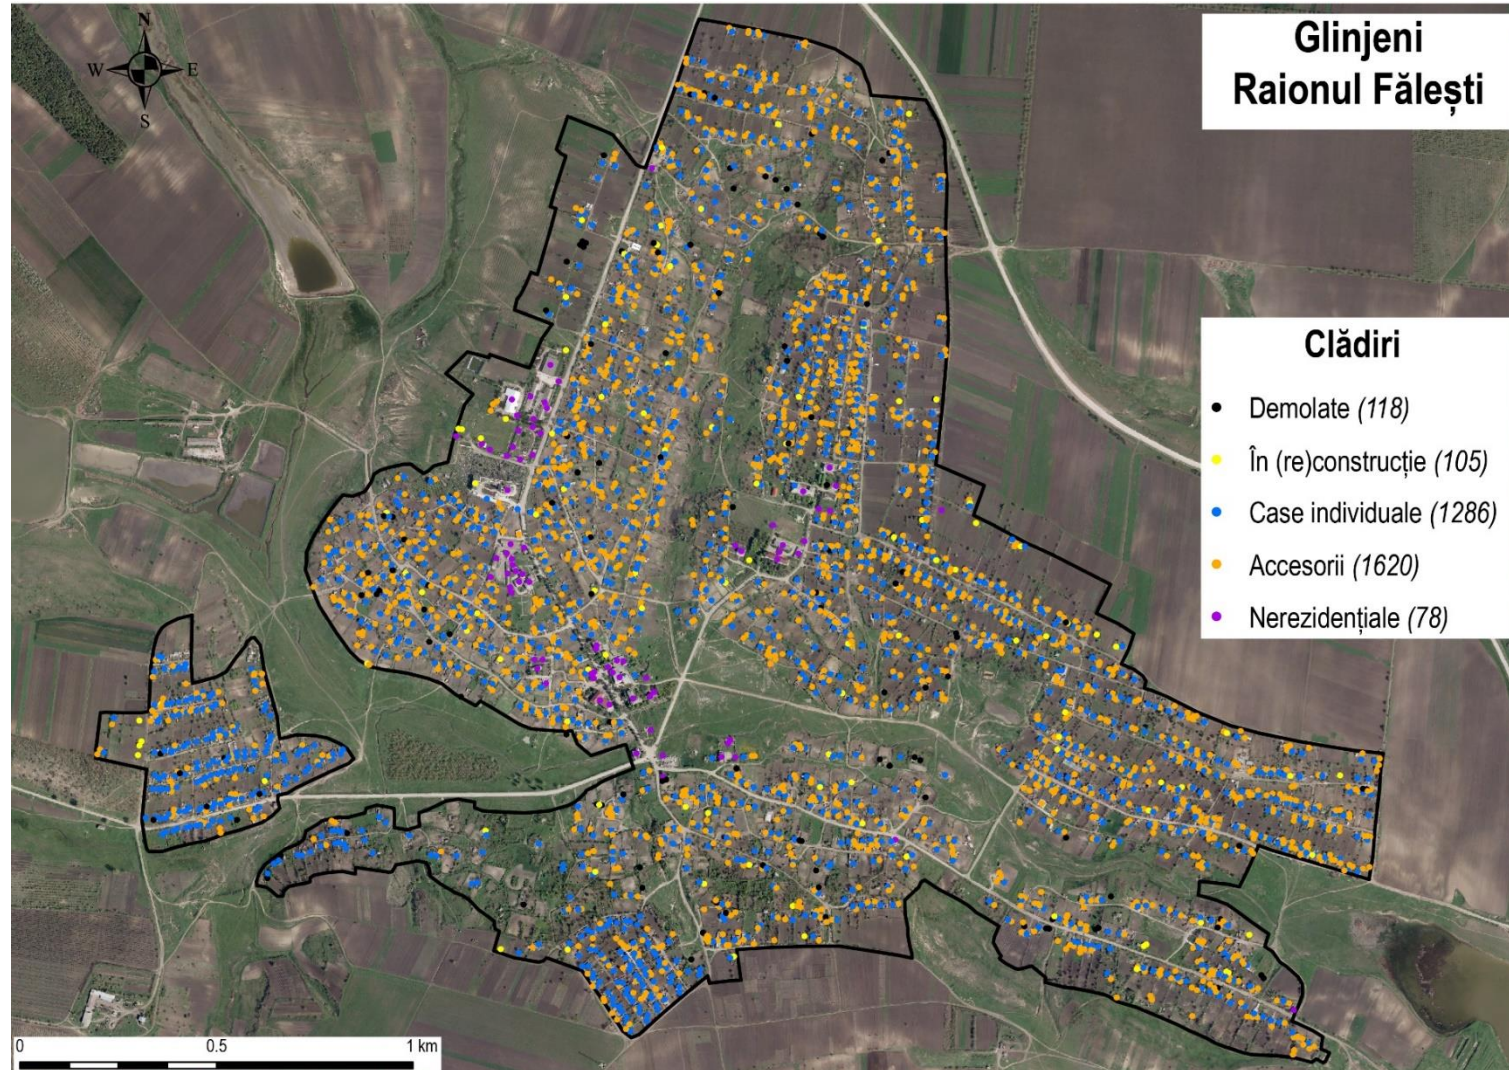 N
W E
S
Glinjeni
Raionul Fălești
Clădiri
Demolate (118)
În (re)construcție (105)
Case individuale (1286)
Accesorii (1620)
Nerezidențiale (78)
0 0.5 1 km